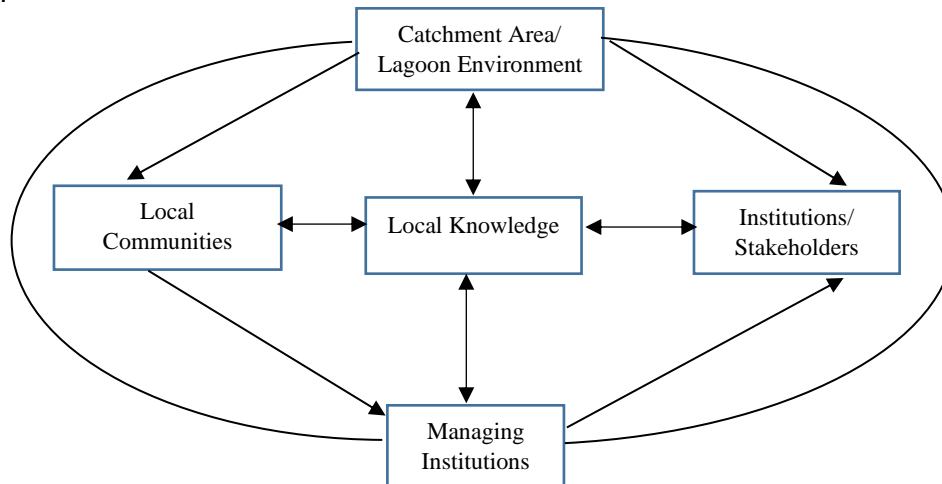 Catchment Area/
Lagoon Environment
Local
Communities
Local Knowledge
Institutions/
Stakeholders
Managing
Institutions